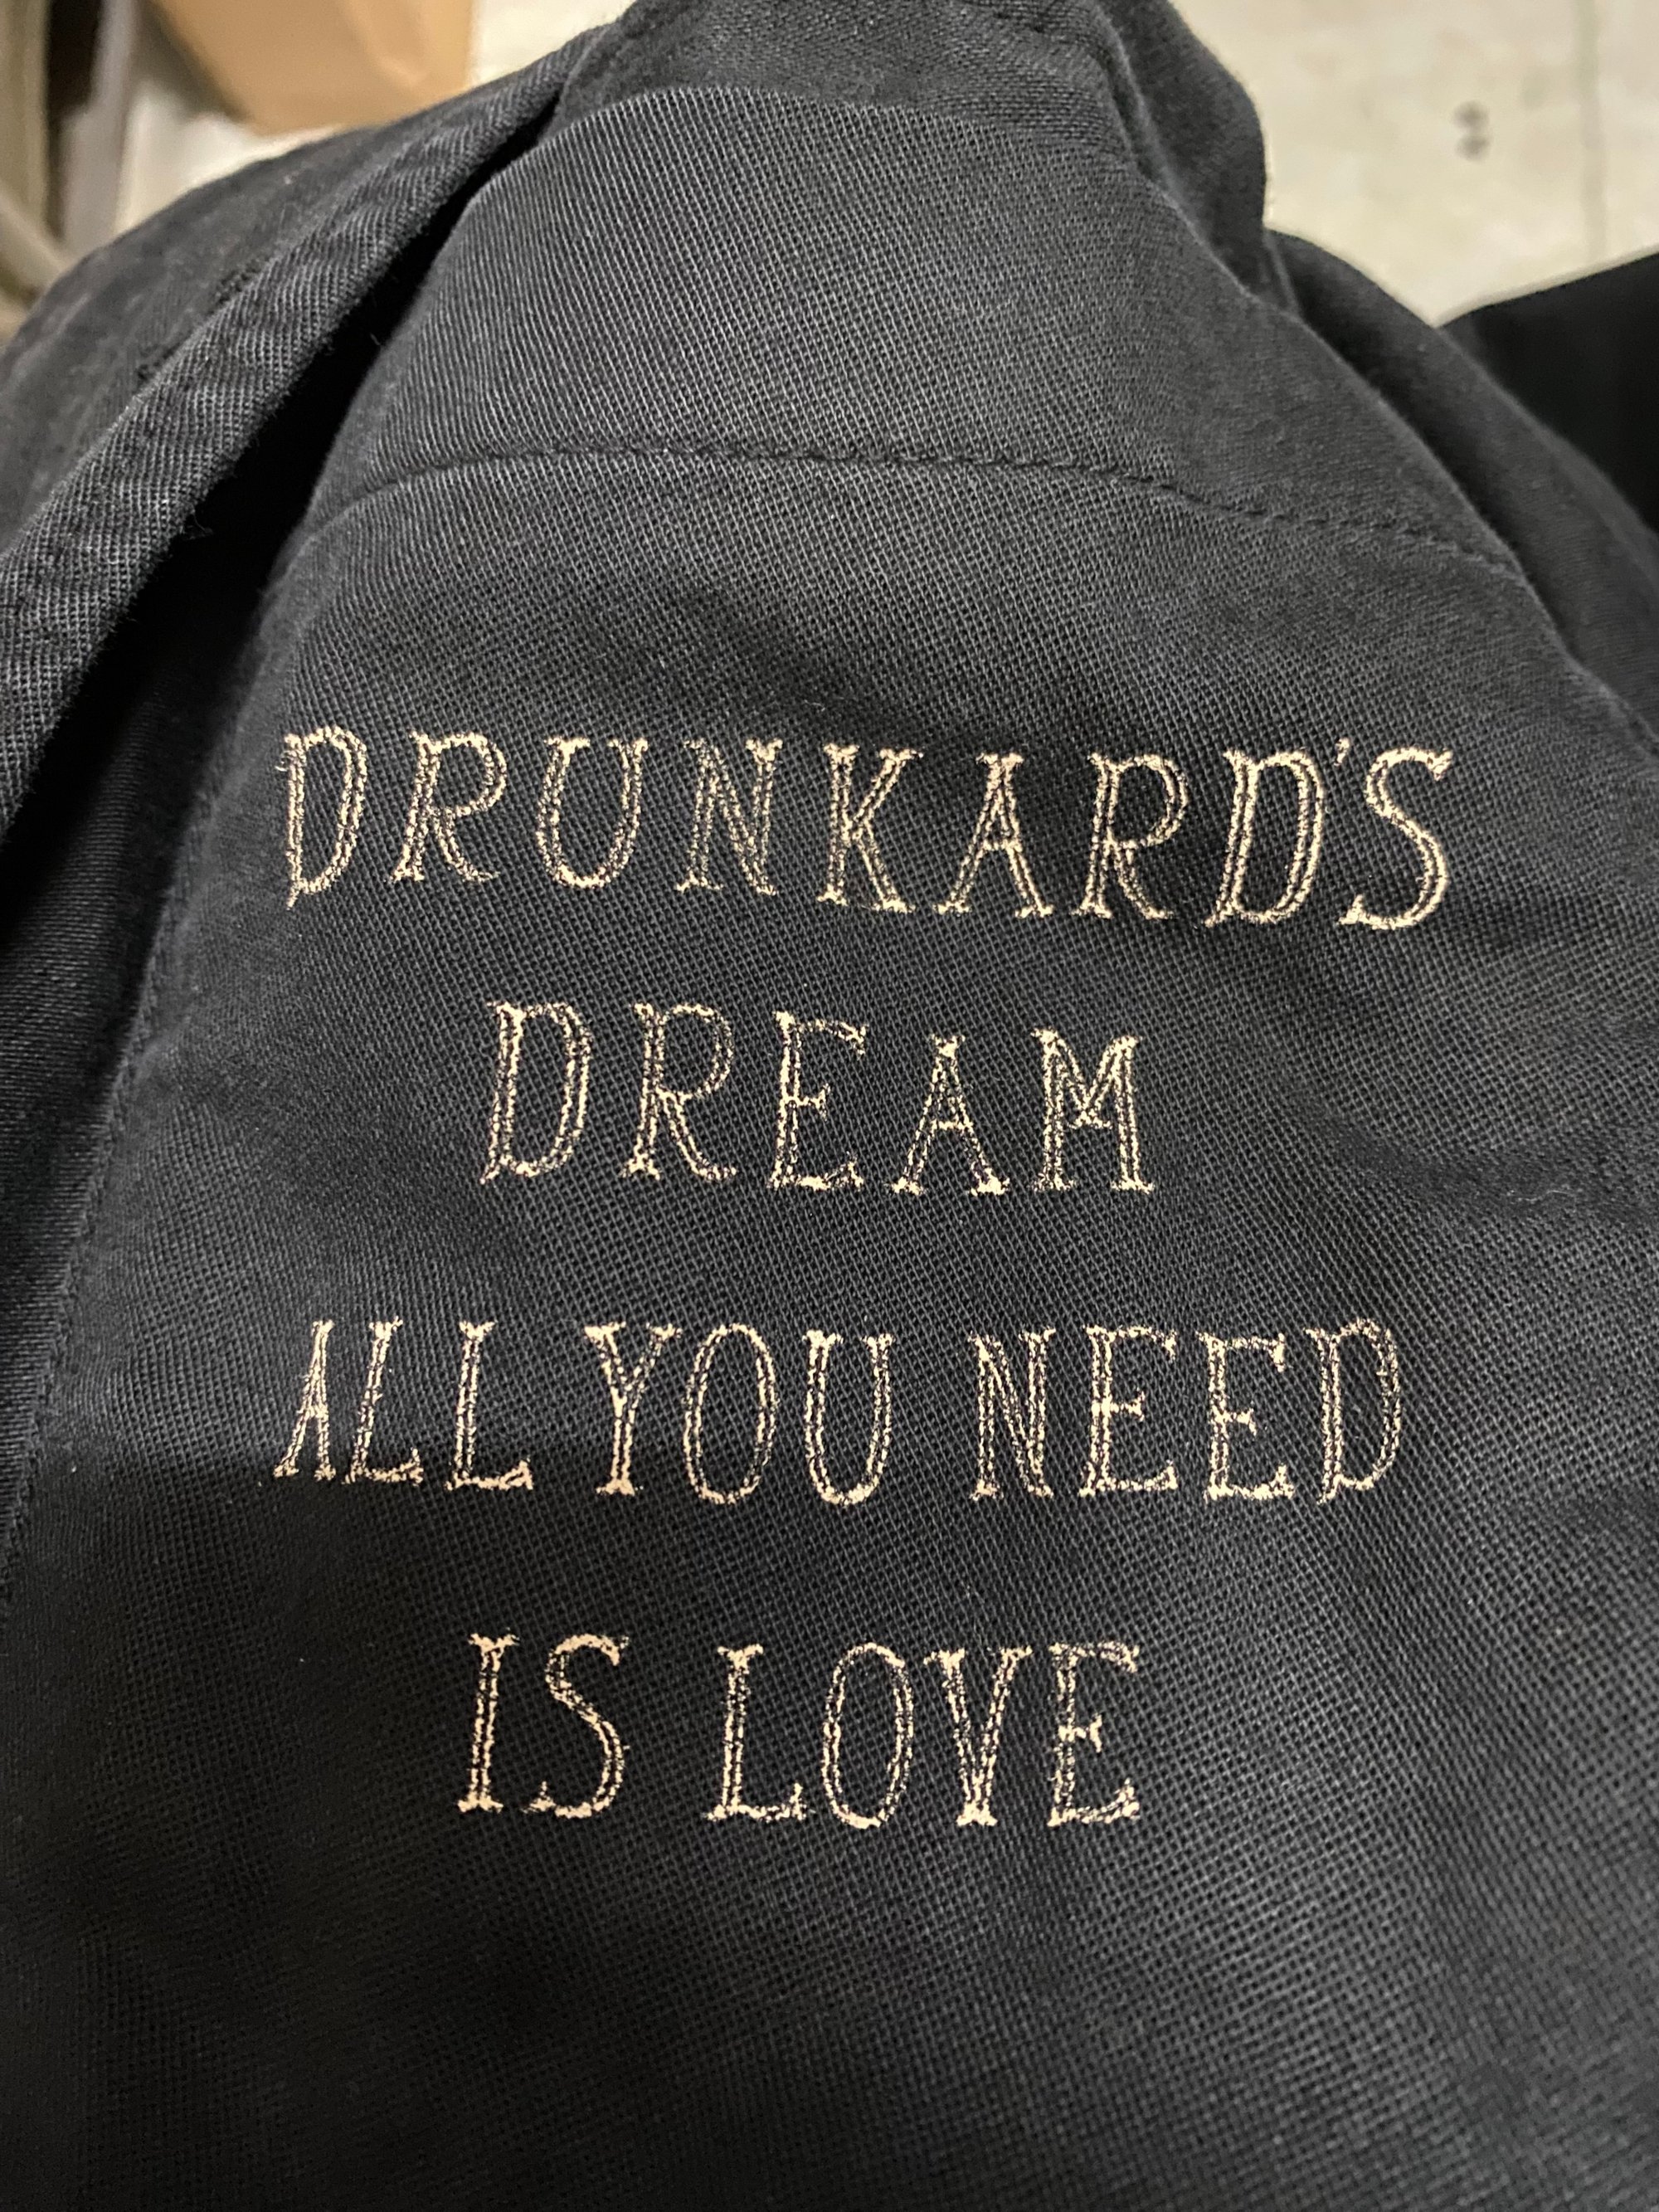 DRUNKARD'S
DREAM
ALL YOU NEED
IS LOVE